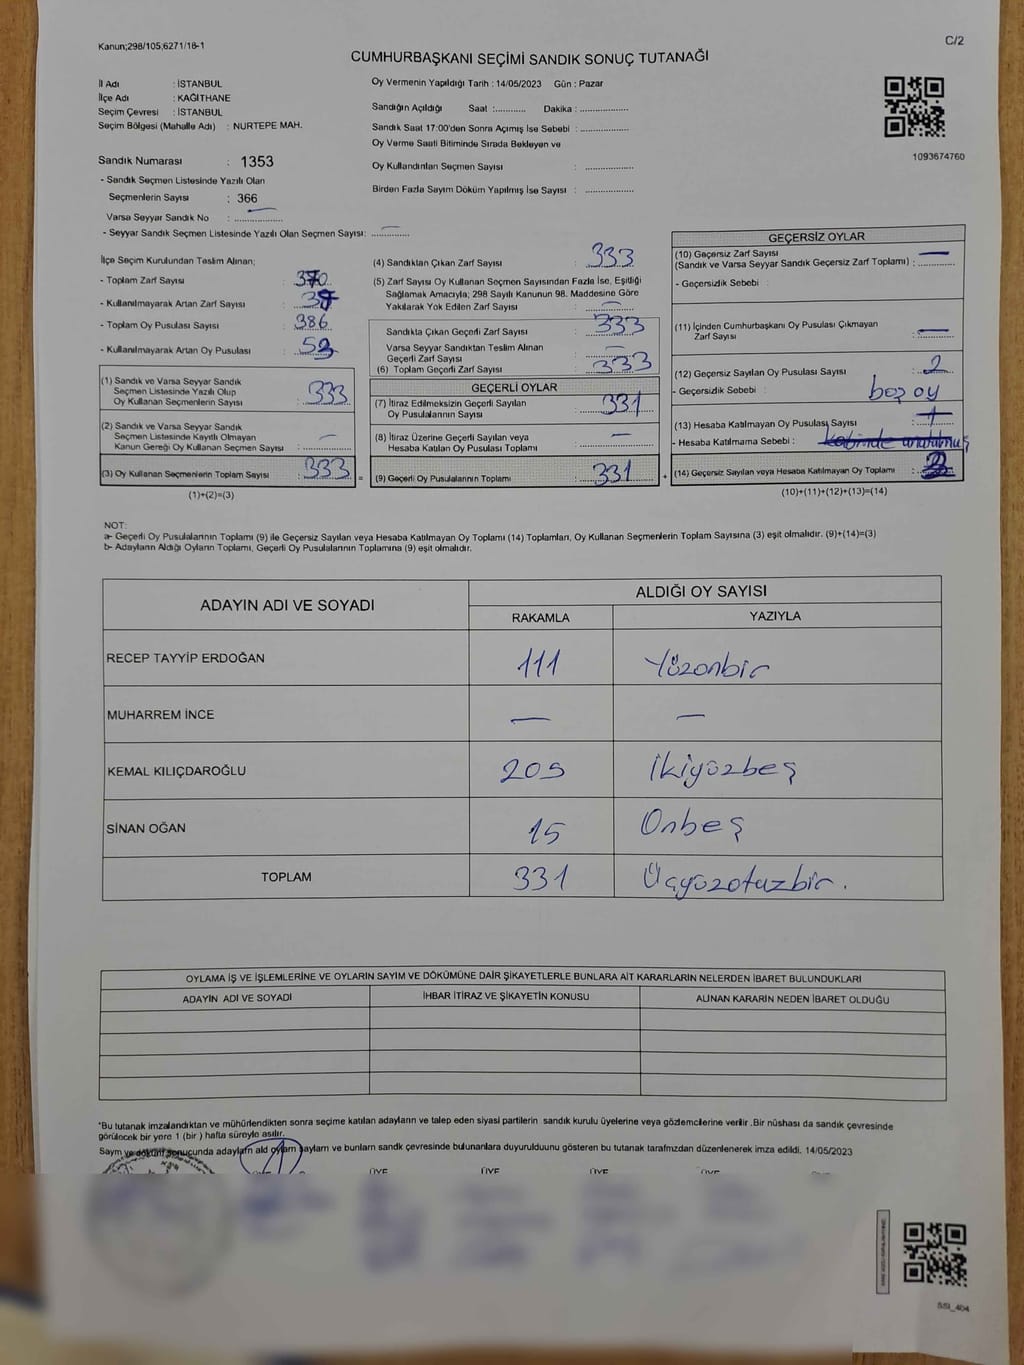 Kanun;298/105;6271/18-1
C/2
CUMHURBAŞKANI SEÇİMİ SANDIK SONUÇ TUTANAĞI
İl Adı : İSTANBUL
İlçe Adı : KAĞITHANE
Seçim Çevresi : İSTANBUL
Seçim Bölgesi (Mahalle Adı) : NURTEPE MAH.
Oy Vermenin Yapıldığı Tarih : 14/05/2023 Gün : Pazar
Sandığın Açıldığı Saat :........... Dakika : ..................
Sandık Saat 17:00'den Sonra Açımış İse Sebebi : ..................
Oy Verme Saati Bitiminde Sırada Bekleyen ve
Oy Kullandırılan Seçmen Sayısı : ..................
Birden Fazla Sayım Döküm Yapılmış İse Sayısı : ..................
1093674760
Sandık Numarası : 1353
- Sandık Seçmen Listesinde Yazılı Olan
Seçmenlerin Sayısı : 366
Varsa Seyyar Sandık No : —
- Seyyar Sandık Seçmen Listesinde Yazılı Olan Seçmen Sayısı: —
İlçe Seçim Kurulundan Teslim Alınan;
- Toplam Zarf Sayısı : 370
- Kullanılmayarak Artan Zarf Sayısı : 37
- Toplam Oy Pusulası Sayısı : 386
- Kullanılmayarak Artan Oy Pusulası :
(1) Sandık ve Varsa Seyyar Sandık
Seçmen Listesinde Yazılı Olup
Oy Kullanan Seçmenlerin Sayısı : 333
(2) Sandık ve Varsa Seyyar Sandık
Seçmen Listesinde Kayıtlı Olmayan
Kanun Gereği Oy Kullanan Seçmen Sayısı : —
(3) Oy Kullanan Seçmenlerin Toplam Sayısı : 333
(1)+(2)=(3)
(4) Sandıktan Çıkan Zarf Sayısı : 333
(5) Zarf Sayısı Oy Kullanan Seçmen Sayısından Fazla İse, Eşitliği
Sağlamak Amacıyla; 298 Sayılı Kanunun 98. Maddesine Göre
Yakılarak Yok Edilen Zarf Sayısı : —
Sandıkta Çıkan Geçerli Zarf Sayısı : 333
Varsa Seyyar Sandıktan Teslim Alınan
Geçerli Zarf Sayısı : —
(6) Toplam Geçerli Zarf Sayısı : 333
GEÇERLİ OYLAR
(7) İtiraz Edilmeksizin Geçerli Sayılan
Oy Pusulalarının Sayısı : 331
(8) İtiraz Üzerine Geçerli Sayılan veya
Hesaba Katılan Oy Pusulası Toplamı : —
= (9) Geçerli Oy Pusulalarının Toplamı : 331 +
GEÇERSİZ OYLAR
(10) Geçersiz Zarf Sayısı
(Sandık ve Varsa Seyyar Sandık Geçersiz Zarf Toplamı) : —
- Geçersizlik Sebebi :
(11) İçinden Cumhurbaşkanı Oy Pusulası Çıkmayan
Zarf Sayısı : —
(12) Geçersiz Sayılan Oy Pusulası Sayısı : 2
- Geçersizlik Sebebi : boş oy
(13) Hesaba Katılmayan Oy Pusulası Sayısı :
- Hesaba Katılmama Sebebi : kabinde unutulmuş
(14) Geçersiz Sayılan veya Hesaba Katılmayan Oy Toplamı :
(10)+(11)+(12)+(13)=(14)
NOT:
a- Geçerli Oy Pusulalarının Toplamı (9) ile Geçersiz Sayılan veya Hesaba Katılmayan Oy Toplamı (14) Toplamları, Oy Kullanan Seçmenlerin Toplam Sayısına (3) eşit olmalıdır. (9)+(14)=(3)
b- Adayların Aldığı Oyların Toplamı, Geçerli Oy Pusulalarının Toplamına (9) eşit olmalıdır.
ADAYIN ADI VE SOYADI
ALDIĞI OY SAYISI
RAKAMLA YAZIYLA
RECEP TAYYİP ERDOĞAN 111 Yüzonbir
MUHARREM İNCE — —
KEMAL KILIÇDAROĞLU 205 İkiyüzbeş
SİNAN OĞAN 15 Onbeş
TOPLAM 331 Üçyüzotuzbir.
OYLAMA İŞ VE İŞLEMLERİNE VE OYLARIN SAYIM VE DÖKÜMÜNE DAİR ŞİKAYETLERLE BUNLARA AİT KARARLARIN NELERDEN İBARET BULUNDUKLARI
ADAYIN ADI VE SOYADI İHBAR İTİRAZ VE ŞİKAYETİN KONUSU ALINAN KARARIN NEDEN İBARET OLDUĞU
*Bu tutanak imzalandıktan ve mühürlendikten sonra seçime katılan adayların ve talep eden siyasi partilerin sandık kurulu üyelerine veya gözlemcilerine verilir .Bir nüshası da sandık çevresinde
görülecek bir yere 1 (bir ) hafta süreyle asılır.
Saym ve dökümü sonucunda adaylarn ald oylarn saylam ve bunlarn sandk çevresinde bulunanlara duyurulduunu gösteren bu tutanak tarafmzdan düzenlenerek imza edildi. 14/05/2023
ÜYE ÜYE ÜYE ÜYE
SSİ_404